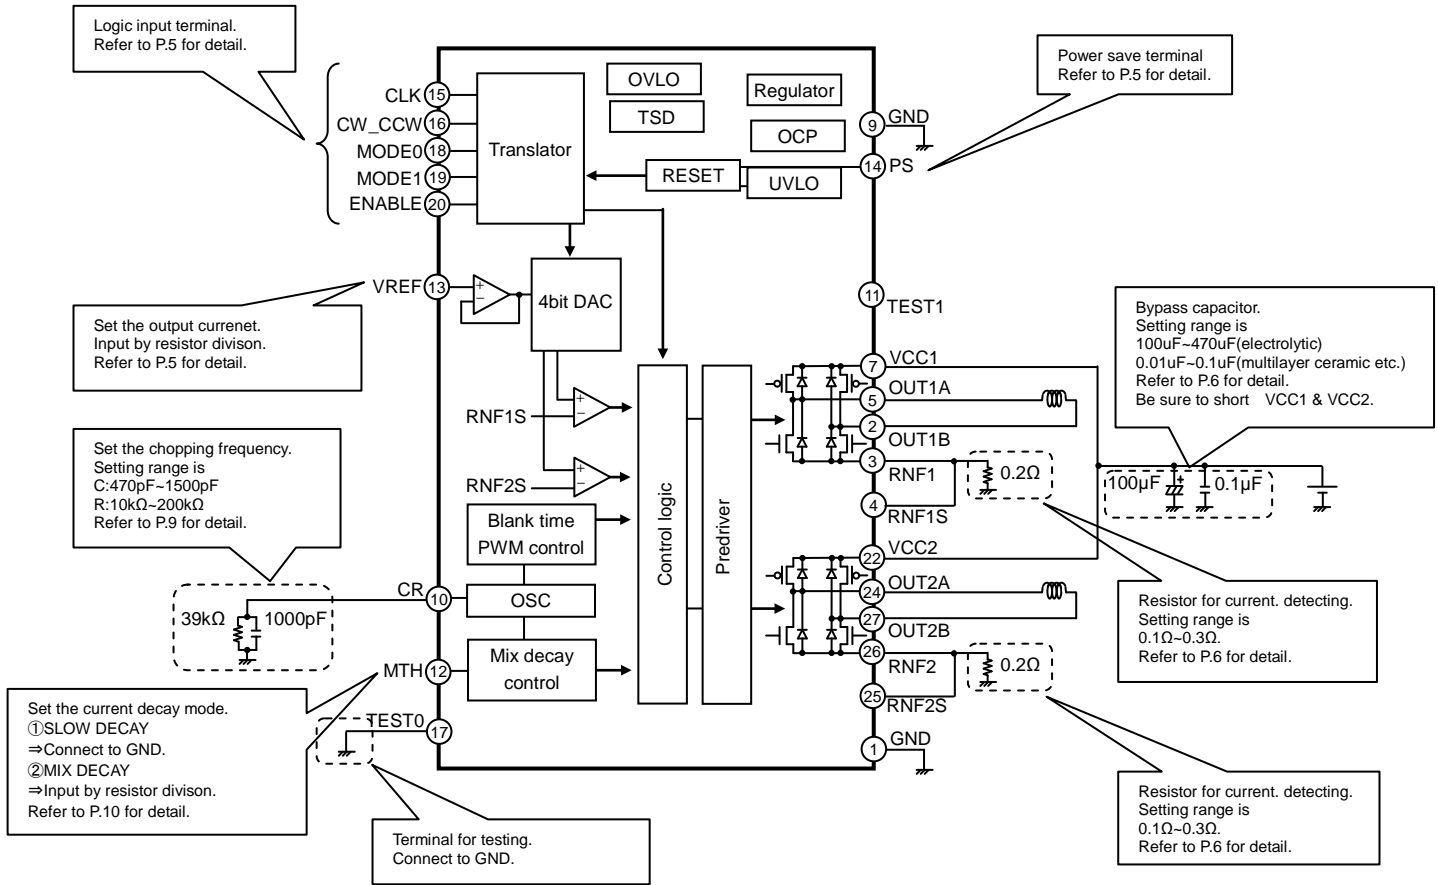 Logic input terminal.
Refer to P.5 for detail.
Power save terminal
Refer to P.5 for detail.
OVLO
TSD
Regulator
OCP
RESET
UVLO
Translator
CLK 15
CW_CCW 16
MODE0 18
MODE1 19
ENABLE 20
9 GND
14 PS
VREF 13
+
−
4bit DAC
11
TEST1
Set the output currenet.
Input by resistor divison.
Refer to P.5 for detail.
Bypass capacitor.
Setting range is
100uF~470uF(electrolytic)
0.01uF~0.1uF(multilayer ceramic etc.)
Refer to P.6 for detail.
Be sure to short VCC1 & VCC2.
RNF1S
+
−
RNF2S
+
−
Control logic
Predriver
7 VCC1
5 OUT1A
2
OUT1B
3
RNF1
4
RNF1S
0.2Ω
100µF
+
0.1µF
Set the chopping frequency.
Setting range is
C:470pF~1500pF
R:10kΩ~200kΩ
Refer to P.9 for detail.
Blank time
PWM control
OSC
Mix decay
control
CR 10
39kΩ
1000pF
MTH 12
TEST0
17
22 VCC2
24 OUT2A
27
OUT2B
26
RNF2
25
RNF2S
0.2Ω
1 GND
Resistor for current. detecting.
Setting range is
0.1Ω~0.3Ω.
Refer to P.6 for detail.
Set the current decay mode.
①SLOW DECAY
⇒Connect to GND.
②MIX DECAY
⇒Input by resistor divison.
Refer to P.10 for detail.
Terminal for testing.
Connect to GND.
Resistor for current. detecting.
Setting range is
0.1Ω~0.3Ω.
Refer to P.6 for detail.